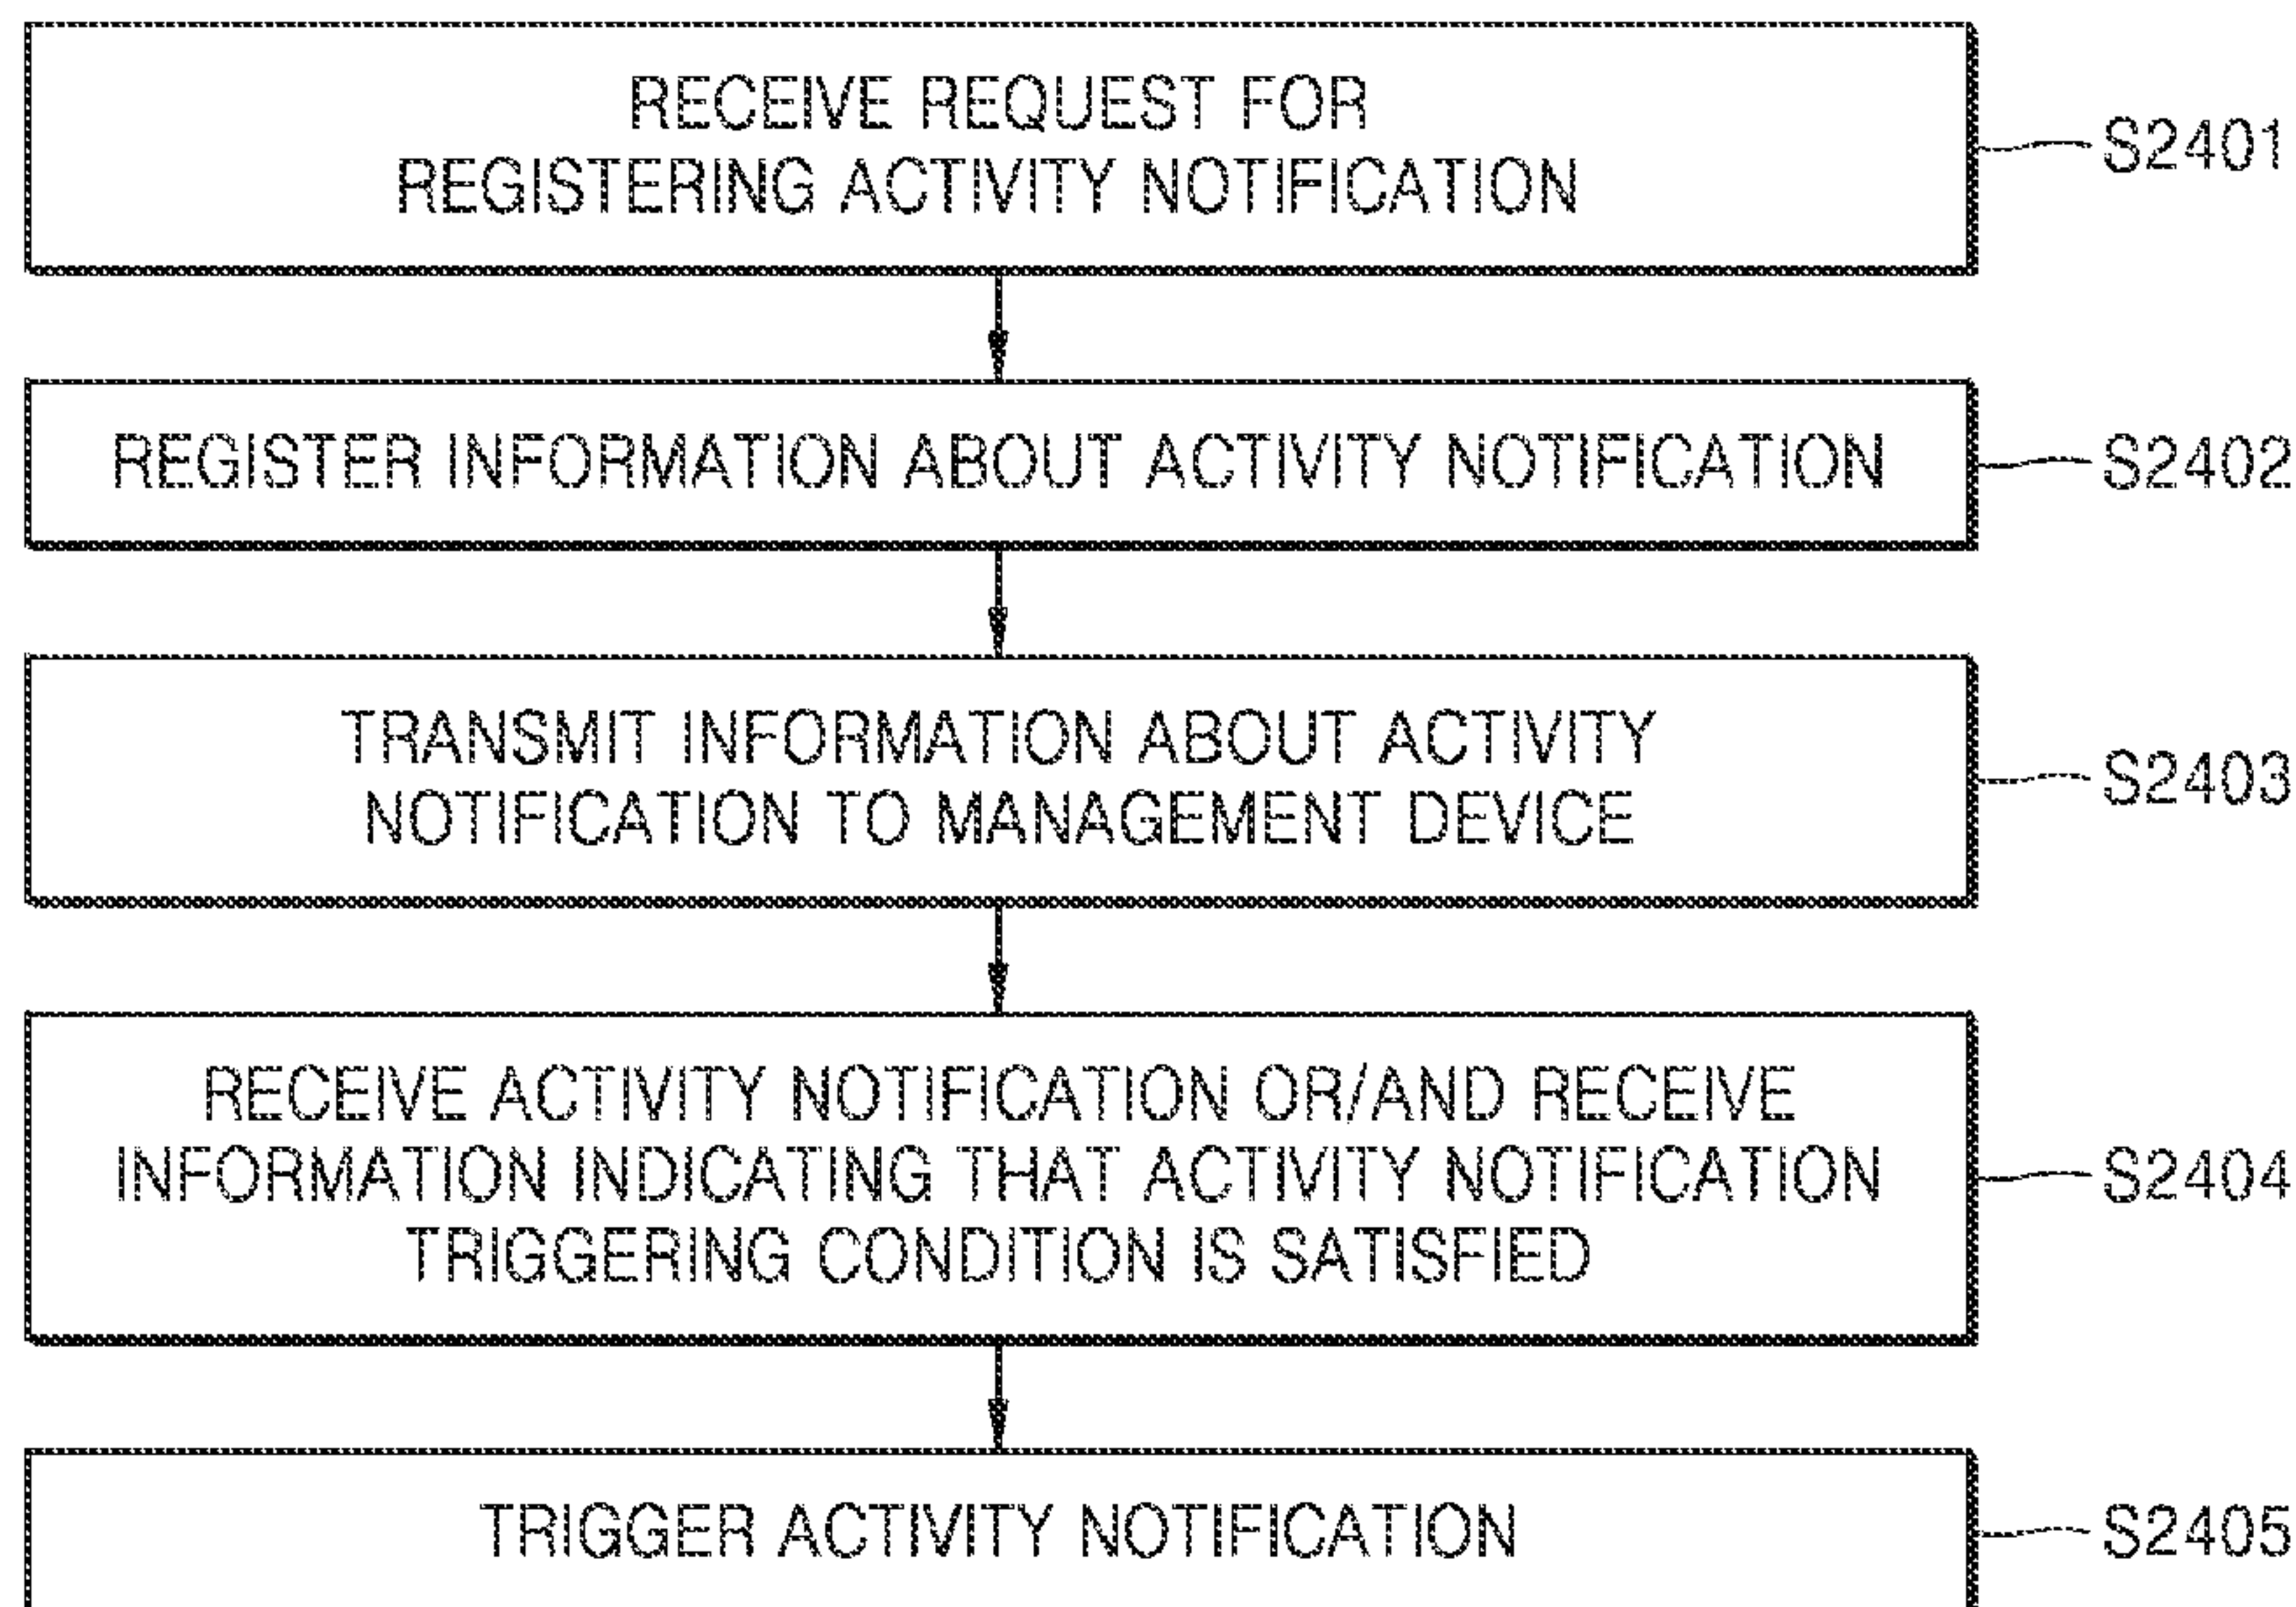 RECEIVE REQUEST FOR
REGISTERING ACTIVITY NOTIFICATION
S2401
REGISTER INFORMATION ABOUT ACTIVITY NOTIFICATION
S2402
TRANSMIT INFORMATION ABOUT ACTIVITY
NOTIFICATION TO MANAGEMENT DEVICE
S2403
RECEIVE ACTIVITY NOTIFICATION OR/AND RECEIVE
INFORMATION INDICATING THAT ACTIVITY NOTIFICATION
TRIGGERING CONDITION IS SATISFIED
S2404
TRIGGER ACTIVITY NOTIFICATION
S2405